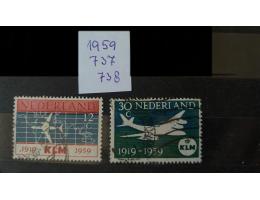 1959
737
738
NEDERLAND
12
C
1919 KLM 1959
30 NEDERLAND
C
1919-1959
KLM